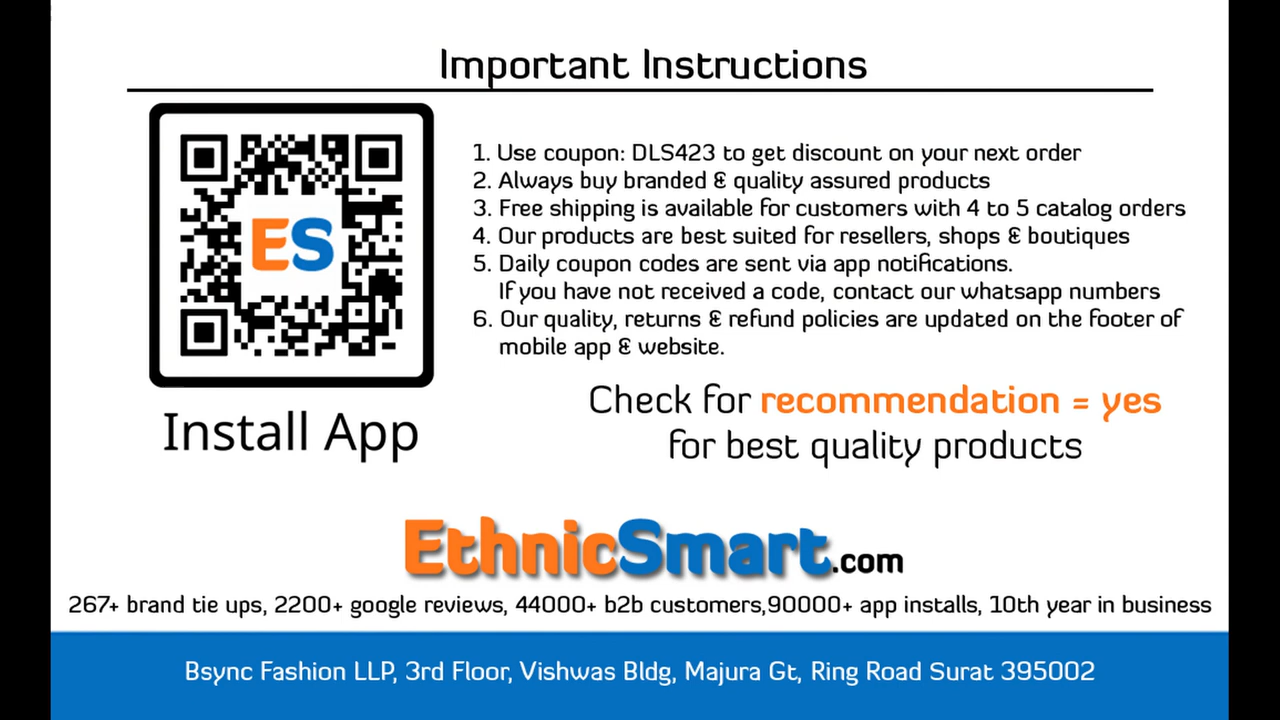 Important Instructions
1. Use coupon: DLS423 to get discount on your next order
2. Always buy branded & quality assured products
3. Free shipping is available for customers with 4 to 5 catalog orders
4. Our products are best suited for resellers, shops & boutiques
5. Daily coupon codes are sent via app notifications.
If you have not received a code, contact our whatsapp numbers
6. Our quality, returns & refund policies are updated on the footer of
mobile app & website.
ES
Install App
Check for recommendation = yes
for best quality products
EthnicSmart.com
267+ brand tie ups, 2200+ google reviews, 44000+ b2b customers,90000+ app installs, 10th year in business
Bsync Fashion LLP, 3rd Floor, Vishwas Bldg, Majura Gt, Ring Road Surat 395002